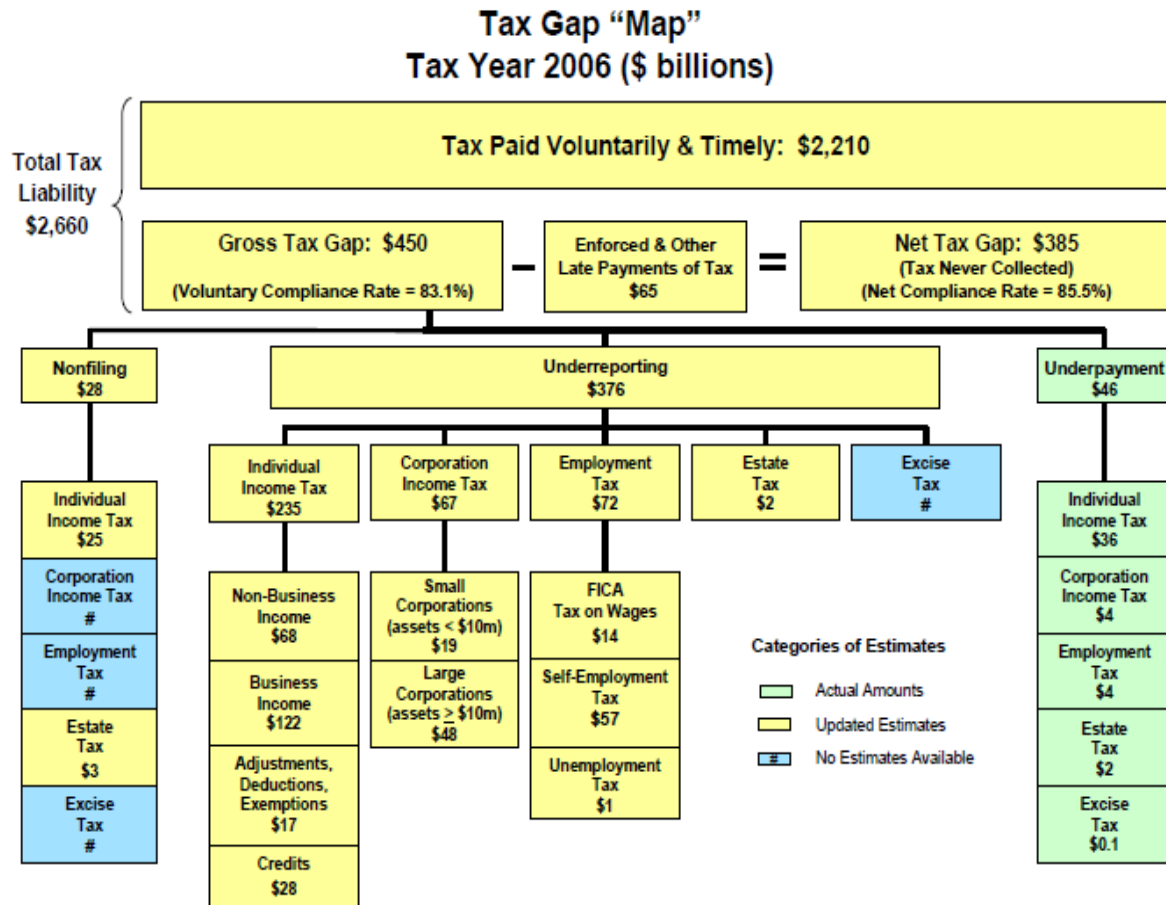 Tax Gap “Map”
Tax Year 2006 ($ billions)
Total Tax
Liability
$2,660
Tax Paid Voluntarily & Timely: $2,210
Gross Tax Gap: $450
(Voluntary Compliance Rate = 83.1%)
–
Enforced & Other
Late Payments of Tax
$65
=
Net Tax Gap: $385
(Tax Never Collected)
(Net Compliance Rate = 85.5%)
Nonfiling
$28
Underreporting
$376
Underpayment
$46
Individual
Income Tax
$25
Corporation
Income Tax
#
Employment
Tax
#
Estate
Tax
$3
Excise
Tax
#
Individual
Income Tax
$235
Non-Business
Income
$68
Business
Income
$122
Adjustments,
Deductions,
Exemptions
$17
Credits
$28
Corporation
Income Tax
$67
Small
Corporations
(assets < $10m)
$19
Large
Corporations
(assets ≥ $10m)
$48
Employment
Tax
$72
FICA
Tax on Wages
$14
Self-Employment
Tax
$57
Unemployment
Tax
$1
Estate
Tax
$2
Excise
Tax
#
Categories of Estimates
Actual Amounts
Updated Estimates
# No Estimates Available
Individual
Income Tax
$36
Corporation
Income Tax
$4
Employment
Tax
$4
Estate
Tax
$2
Excise
Tax
$0.1